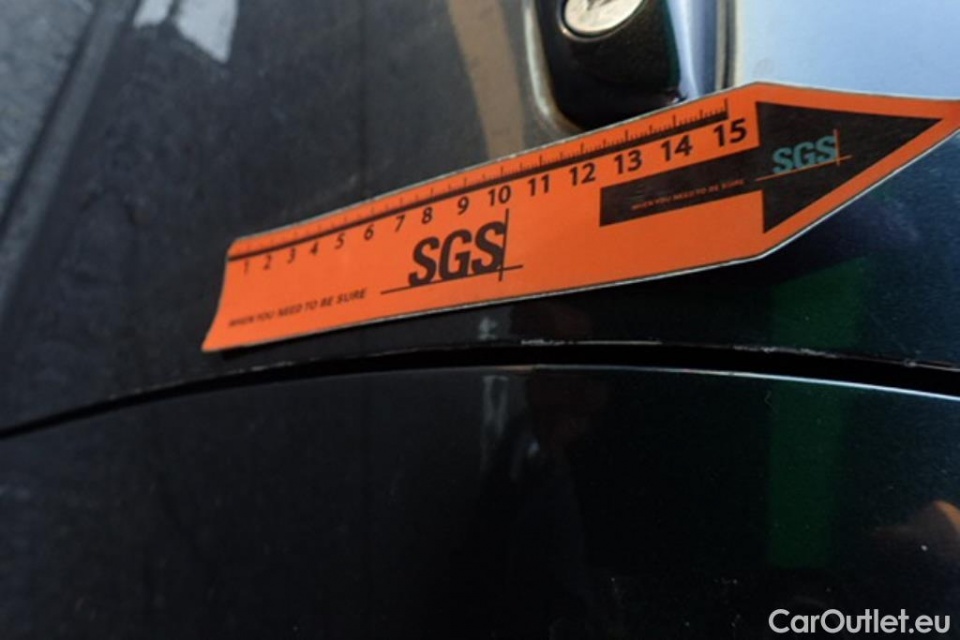 1 2 3 4 5 6 7 8 9 10 11 12 13 14 15
SGS
WHEN YOU NEED TO BE SURE
SGS
WHEN YOU NEED TO BE SURE
CarOutlet.eu